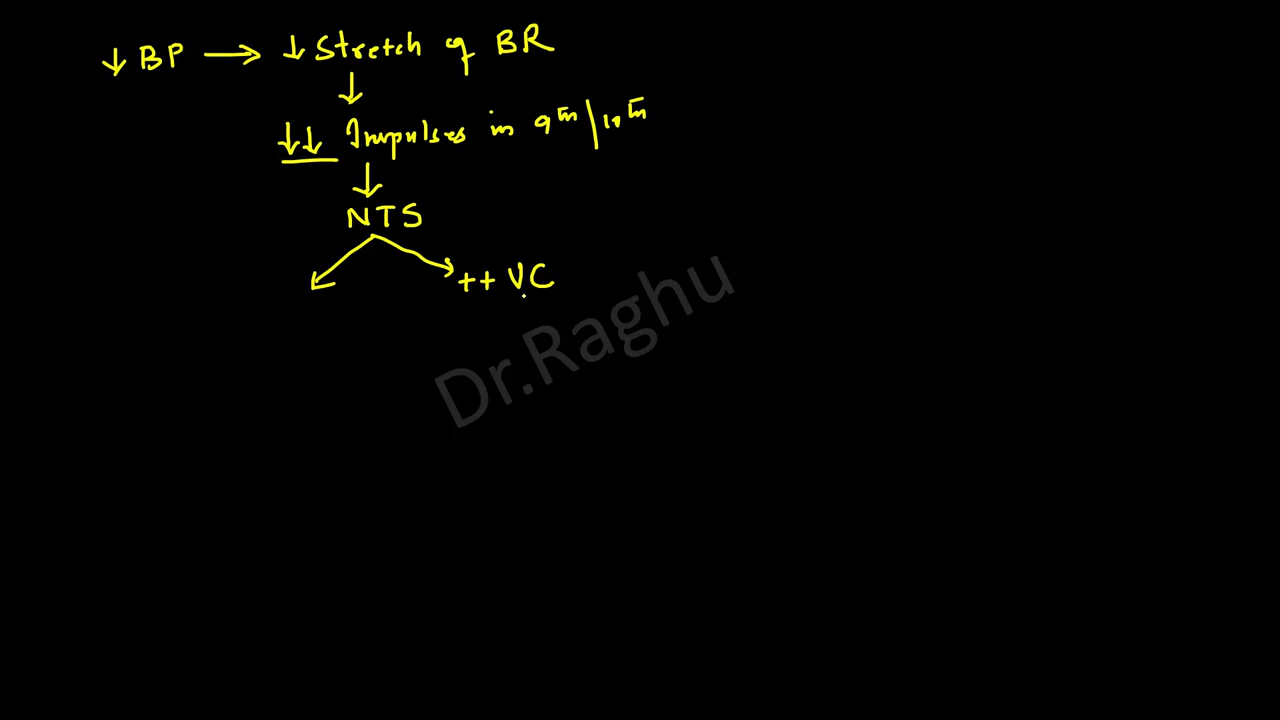 ↓ BP → ↓ Stretch of BR
↓
↓↓ Impulses in 9th/10th
↓
NTS
++ VC
Dr.Raghu